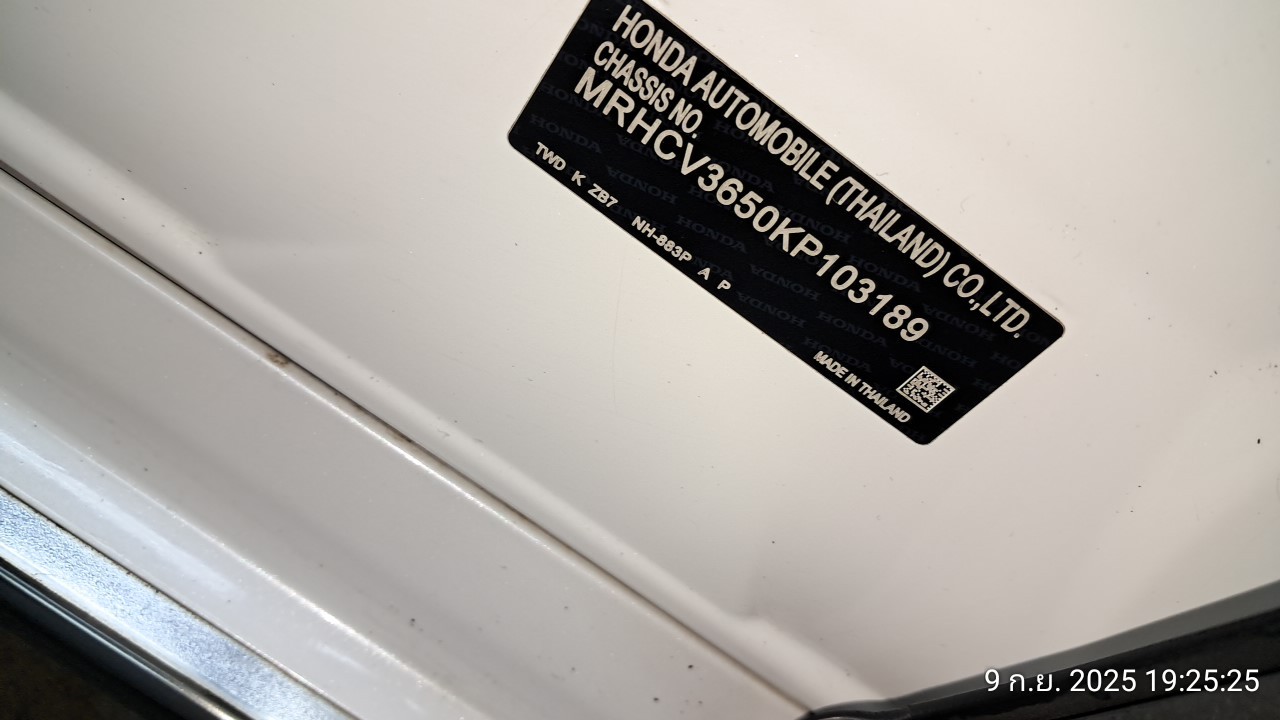 HONDA AUTOMOBILE (THAILAND) CO.,LTD.
CHASSIS NO.
MRHCV3650KP103189
TWD K ZB7 NH-883P A P
MADE IN THAILAND
9 ก.ย. 2025 19:25:25